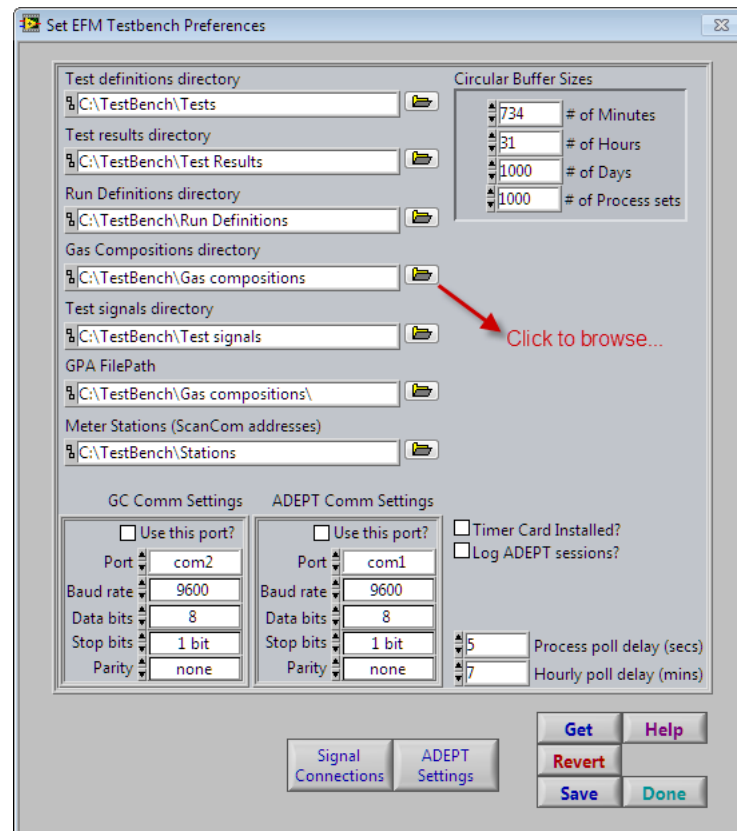 Set EFM Testbench Preferences
Test definitions directory
C:\TestBench\Tests
Test results directory
C:\TestBench\Test Results
Run Definitions directory
C:\TestBench\Run Definitions
Gas Compositions directory
C:\TestBench\Gas compositions
Test signals directory
C:\TestBench\Test signals
GPA FilePath
C:\TestBench\Gas compositions\
Meter Stations (ScanCom addresses)
C:\TestBench\Stations
Circular Buffer Sizes
734 # of Minutes
31 # of Hours
1000 # of Days
1000 # of Process sets
Click to browse...
GC Comm Settings
Use this port?
Port com2
Baud rate 9600
Data bits 8
Stop bits 1 bit
Parity none
ADEPT Comm Settings
Use this port?
Port com1
Baud rate 9600
Data bits 8
Stop bits 1 bit
Parity none
Timer Card Installed?
Log ADEPT sessions?
5 Process poll delay (secs)
7 Hourly poll delay (mins)
Signal Connections
ADEPT Settings
Get
Help
Revert
Save
Done